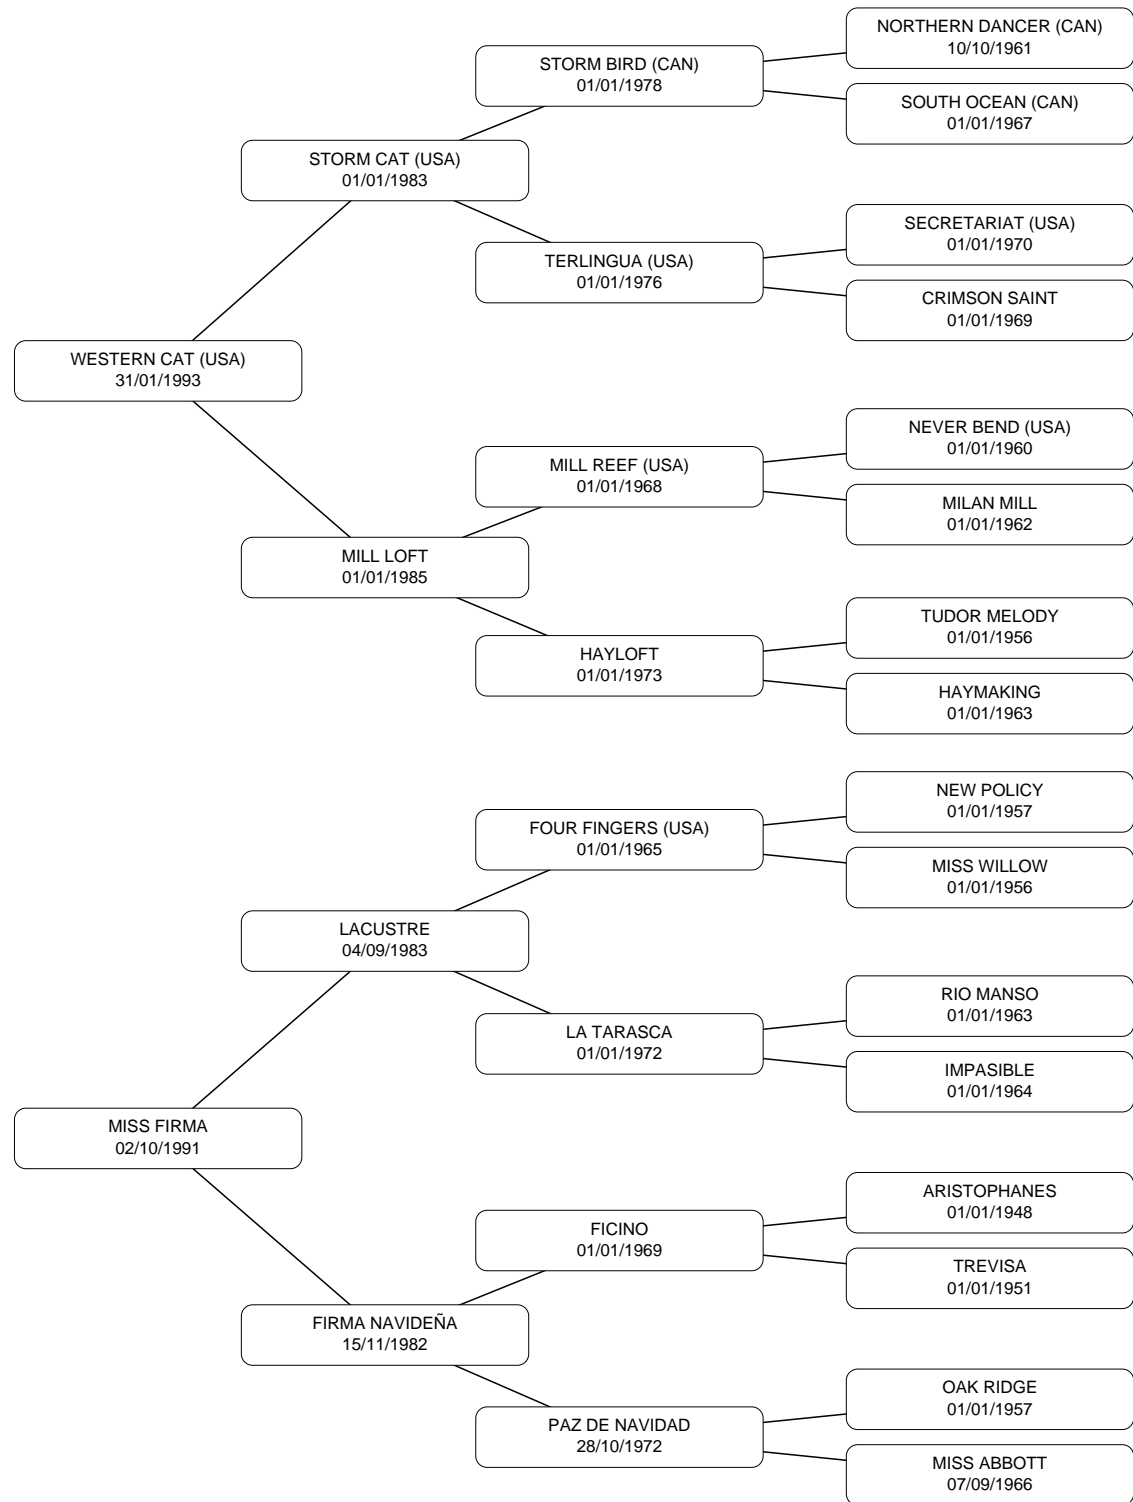 NORTHERN DANCER (CAN)
10/10/1961
STORM BIRD (CAN)
01/01/1978
SOUTH OCEAN (CAN)
01/01/1967
STORM CAT (USA)
01/01/1983
SECRETARIAT (USA)
01/01/1970
TERLINGUA (USA)
01/01/1976
CRIMSON SAINT
01/01/1969
WESTERN CAT (USA)
31/01/1993
NEVER BEND (USA)
01/01/1960
MILL REEF (USA)
01/01/1968
MILAN MILL
01/01/1962
MILL LOFT
01/01/1985
TUDOR MELODY
01/01/1956
HAYLOFT
01/01/1973
HAYMAKING
01/01/1963
NEW POLICY
01/01/1957
FOUR FINGERS (USA)
01/01/1965
MISS WILLOW
01/01/1956
LACUSTRE
04/09/1983
RIO MANSO
01/01/1963
LA TARASCA
01/01/1972
IMPASIBLE
01/01/1964
MISS FIRMA
02/10/1991
ARISTOPHANES
01/01/1948
FICINO
01/01/1969
TREVISA
01/01/1951
FIRMA NAVIDEÑA
15/11/1982
OAK RIDGE
01/01/1957
PAZ DE NAVIDAD
28/10/1972
MISS ABBOTT
07/09/1966